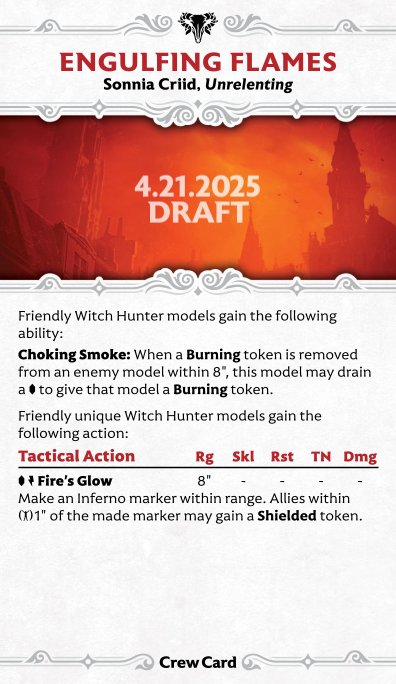 ENGULFING FLAMES
Sonnia Criid, Unrelenting
4.21.2025
DRAFT
Friendly Witch Hunter models gain the following
ability:
Choking Smoke: When a Burning token is removed
from an enemy model within 8", this model may drain
a to give that model a Burning token.
Friendly unique Witch Hunter models gain the
following action:
Tactical Action Rg Skl Rst TN Dmg
Fire's Glow 8" - - - -
Make an Inferno marker within range. Allies within
1" of the made marker may gain a Shielded token.
Crew Card